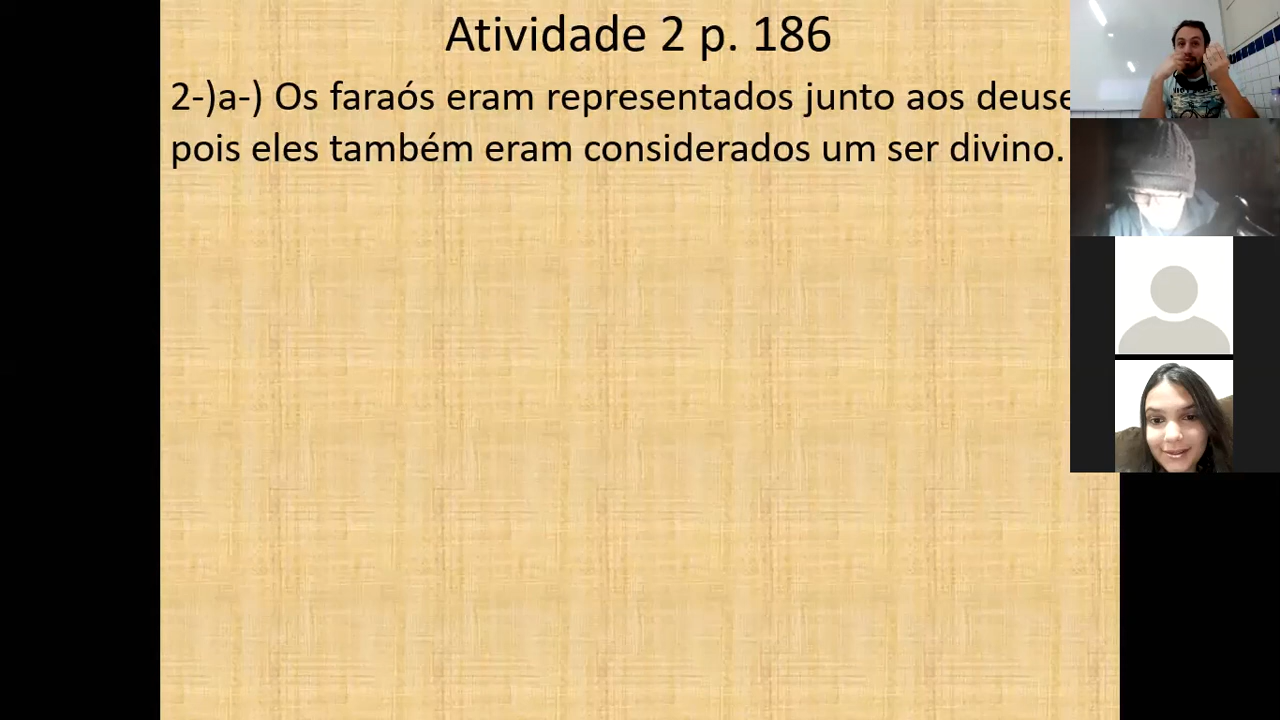 Atividade 2 p. 186
2-)a-) Os faraós eram representados junto aos deuse
pois eles também eram considerados um ser divino.